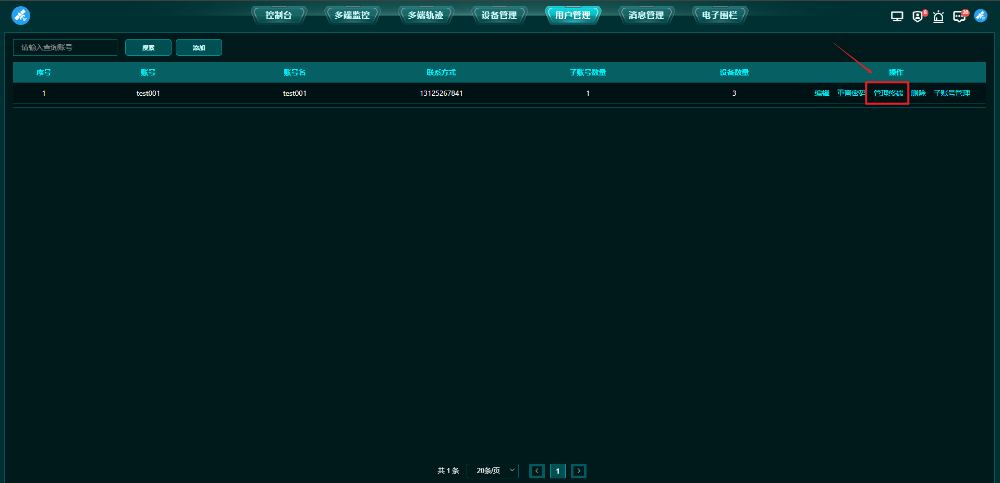 控制台 多端监控 多端轨迹 设备管理 用户管理 消息管理 电子围栏 8 36
请输入查询账号 搜索 添加
序号 账号 账号名 联系方式 子账号数量 设备数量 操作
1 test001 test001 13125267841 1 3 编辑 重置密码 管理终端 删除 子账号管理
共 1 条 20条/页 1